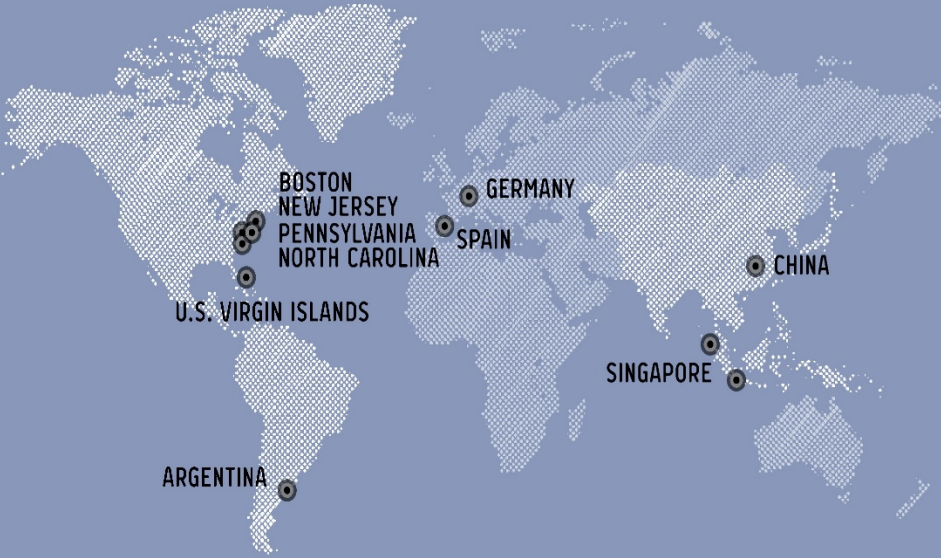 BOSTON
NEW JERSEY
PENNSYLVANIA
NORTH CAROLINA
U.S. VIRGIN ISLANDS
GERMANY
SPAIN
CHINA
SINGAPORE
ARGENTINA